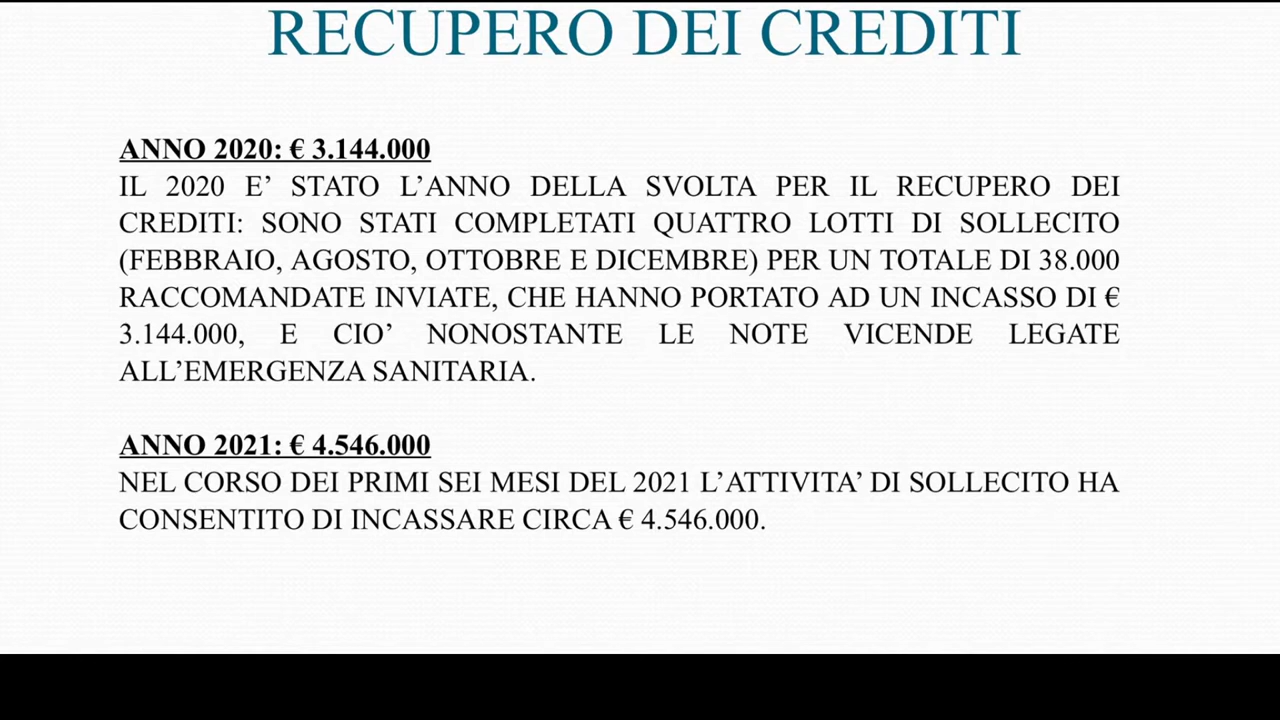 RECUPERO DEI CREDITI
ANNO 2020: € 3.144.000
IL 2020 E’ STATO L’ANNO DELLA SVOLTA PER IL RECUPERO DEI
CREDITI: SONO STATI COMPLETATI QUATTRO LOTTI DI SOLLECITO
(FEBBRAIO, AGOSTO, OTTOBRE E DICEMBRE) PER UN TOTALE DI 38.000
RACCOMANDATE INVIATE, CHE HANNO PORTATO AD UN INCASSO DI €
3.144.000, E CIO’ NONOSTANTE LE NOTE VICENDE LEGATE
ALL’EMERGENZA SANITARIA.
ANNO 2021: € 4.546.000
NEL CORSO DEI PRIMI SEI MESI DEL 2021 L’ATTIVITA’ DI SOLLECITO HA
CONSENTITO DI INCASSARE CIRCA € 4.546.000.